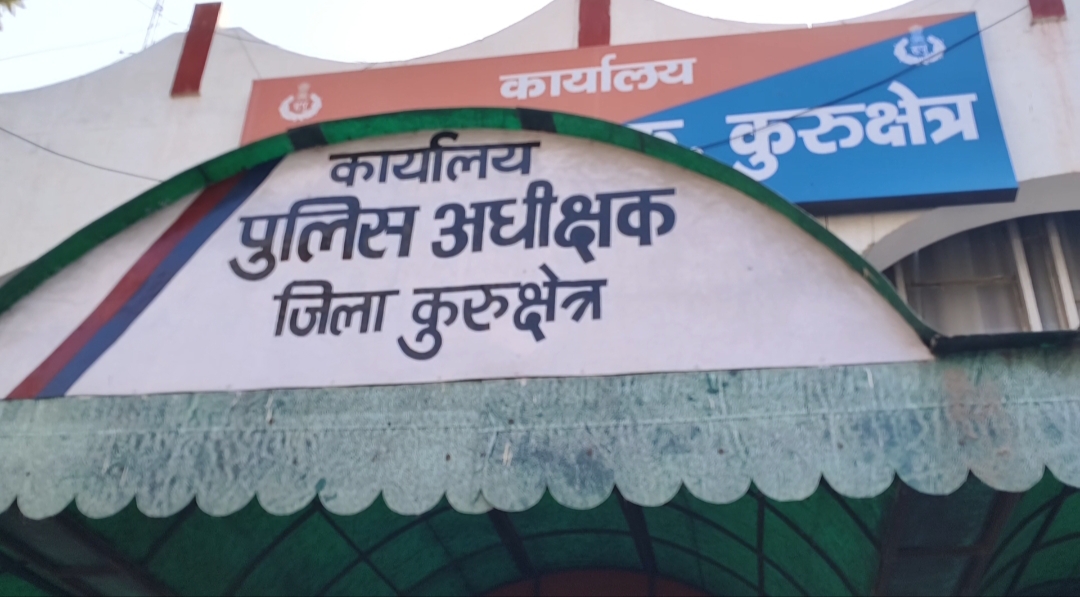 कार्यालय
कुरुक्षेत्र
कार्यालय
पुलिस अधीक्षक
जिला कुरुक्षेत्र